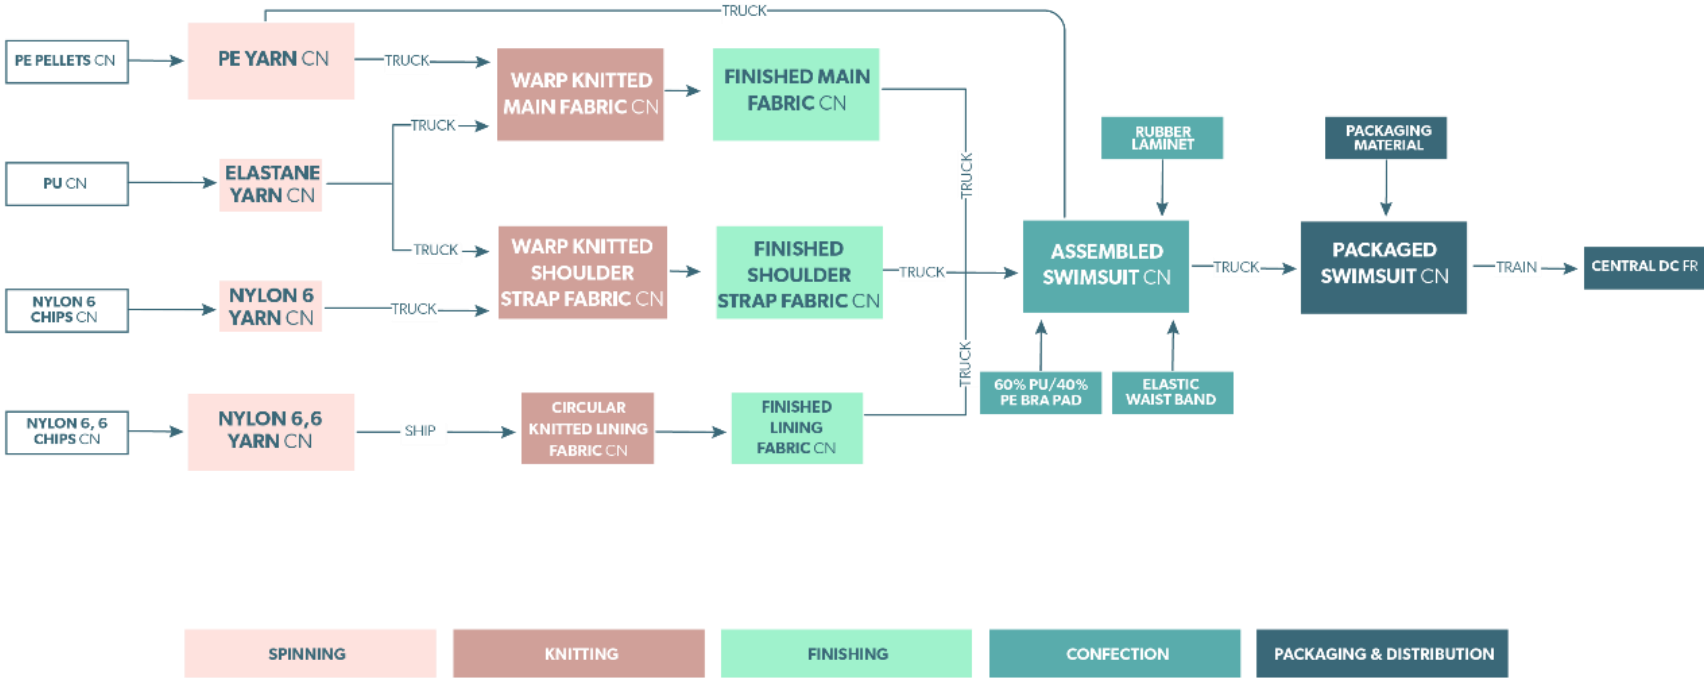 TRUCK
PE PELLETS CN
PE YARN CN
TRUCK
WARP KNITTED
MAIN FABRIC CN
FINISHED MAIN
FABRIC CN
TRUCK
PU CN
ELASTANE
YARN CN
TRUCK
TRUCK
WARP KNITTED
SHOULDER
STRAP FABRIC CN
FINISHED
SHOULDER
STRAP FABRIC CN
TRUCK
NYLON 6
CHIPS CN
NYLON 6
YARN CN
TRUCK
NYLON 6, 6
CHIPS CN
NYLON 6,6
YARN CN
SHIP
CIRCULAR
KNITTED LINING
FABRIC CN
FINISHED
LINING
FABRIC CN
TRUCK
RUBBER
LAMINET
ASSEMBLED
SWIMSUIT CN
60% PU/40%
PE BRA PAD
ELASTIC
WAIST BAND
TRUCK
PACKAGING
MATERIAL
PACKAGED
SWIMSUIT CN
TRAIN
CENTRAL DC FR
SPINNING
KNITTING
FINISHING
CONFECTION
PACKAGING & DISTRIBUTION